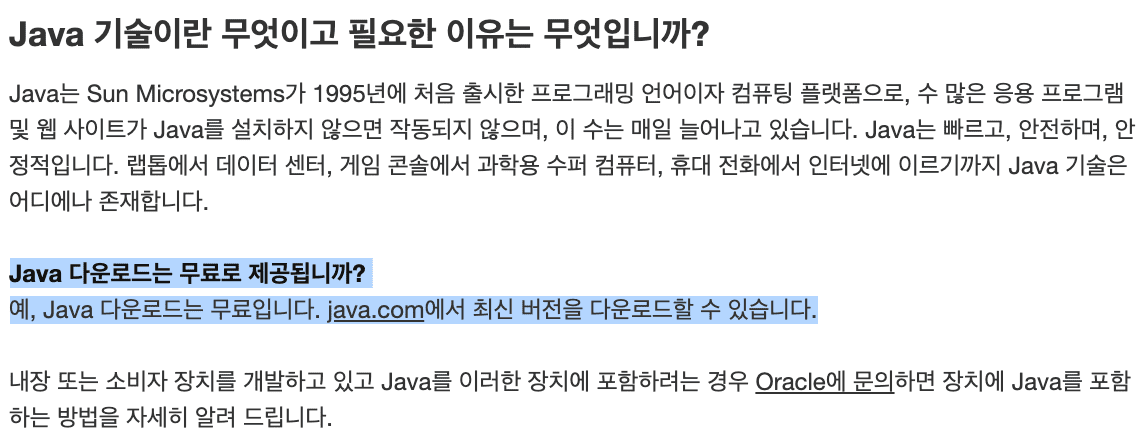 Java 기술이란 무엇이고 필요한 이유는 무엇입니까?
Java는 Sun Microsystems가 1995년에 처음 출시한 프로그래밍 언어이자 컴퓨팅 플랫폼으로, 수 많은 응용 프로그램
및 웹 사이트가 Java를 설치하지 않으면 작동되지 않으며, 이 수는 매일 늘어나고 있습니다. Java는 빠르고, 안전하며, 안
정적입니다. 랩톱에서 데이터 센터, 게임 콘솔에서 과학용 수퍼 컴퓨터, 휴대 전화에서 인터넷에 이르기까지 Java 기술은
어디에나 존재합니다.
Java 다운로드는 무료로 제공됩니까?
예, Java 다운로드는 무료입니다. java.com에서 최신 버전을 다운로드할 수 있습니다.
내장 또는 소비자 장치를 개발하고 있고 Java를 이러한 장치에 포함하려는 경우 Oracle에 문의하면 장치에 Java를 포함
하는 방법을 자세히 알려 드립니다.